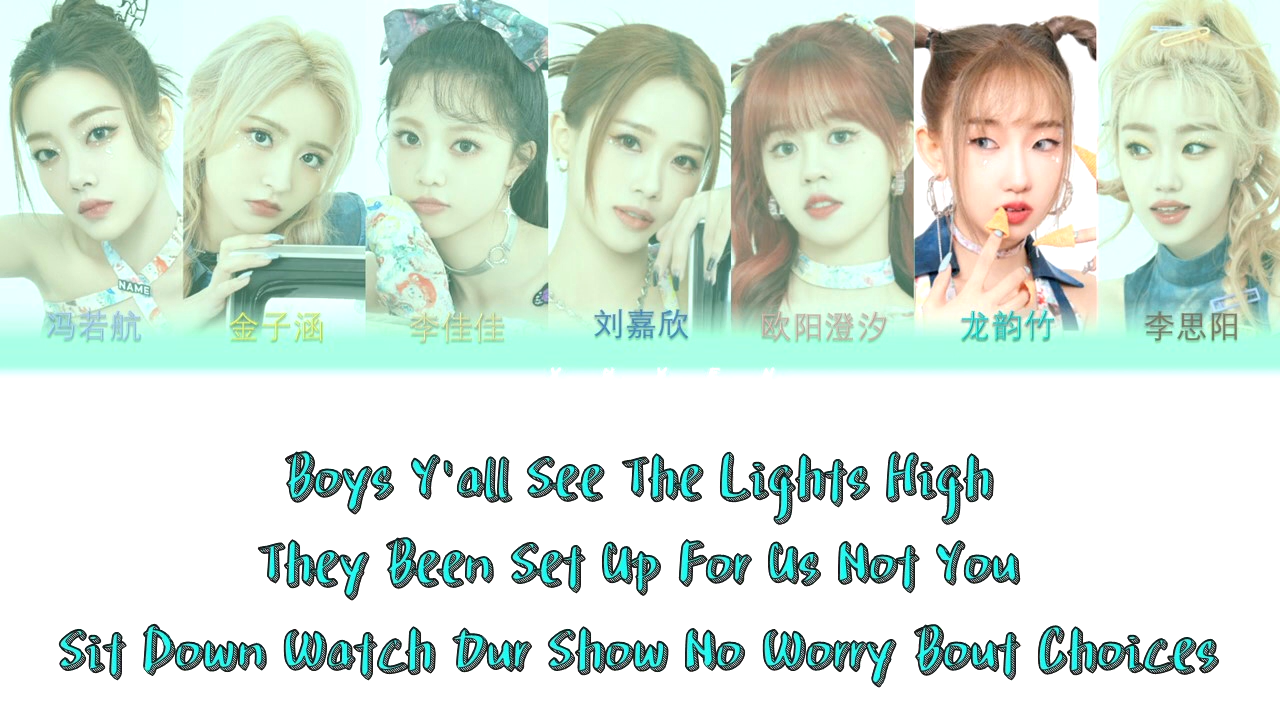 NAME
冯若航 金子涵 李佳佳 刘嘉欣 欧阳澄汐 龙韵竹 李思阳
Boys Y'all See The Lights High
They Been Set Up For Us Not You
Sit Down Watch Our Show No Worry Bout Choices